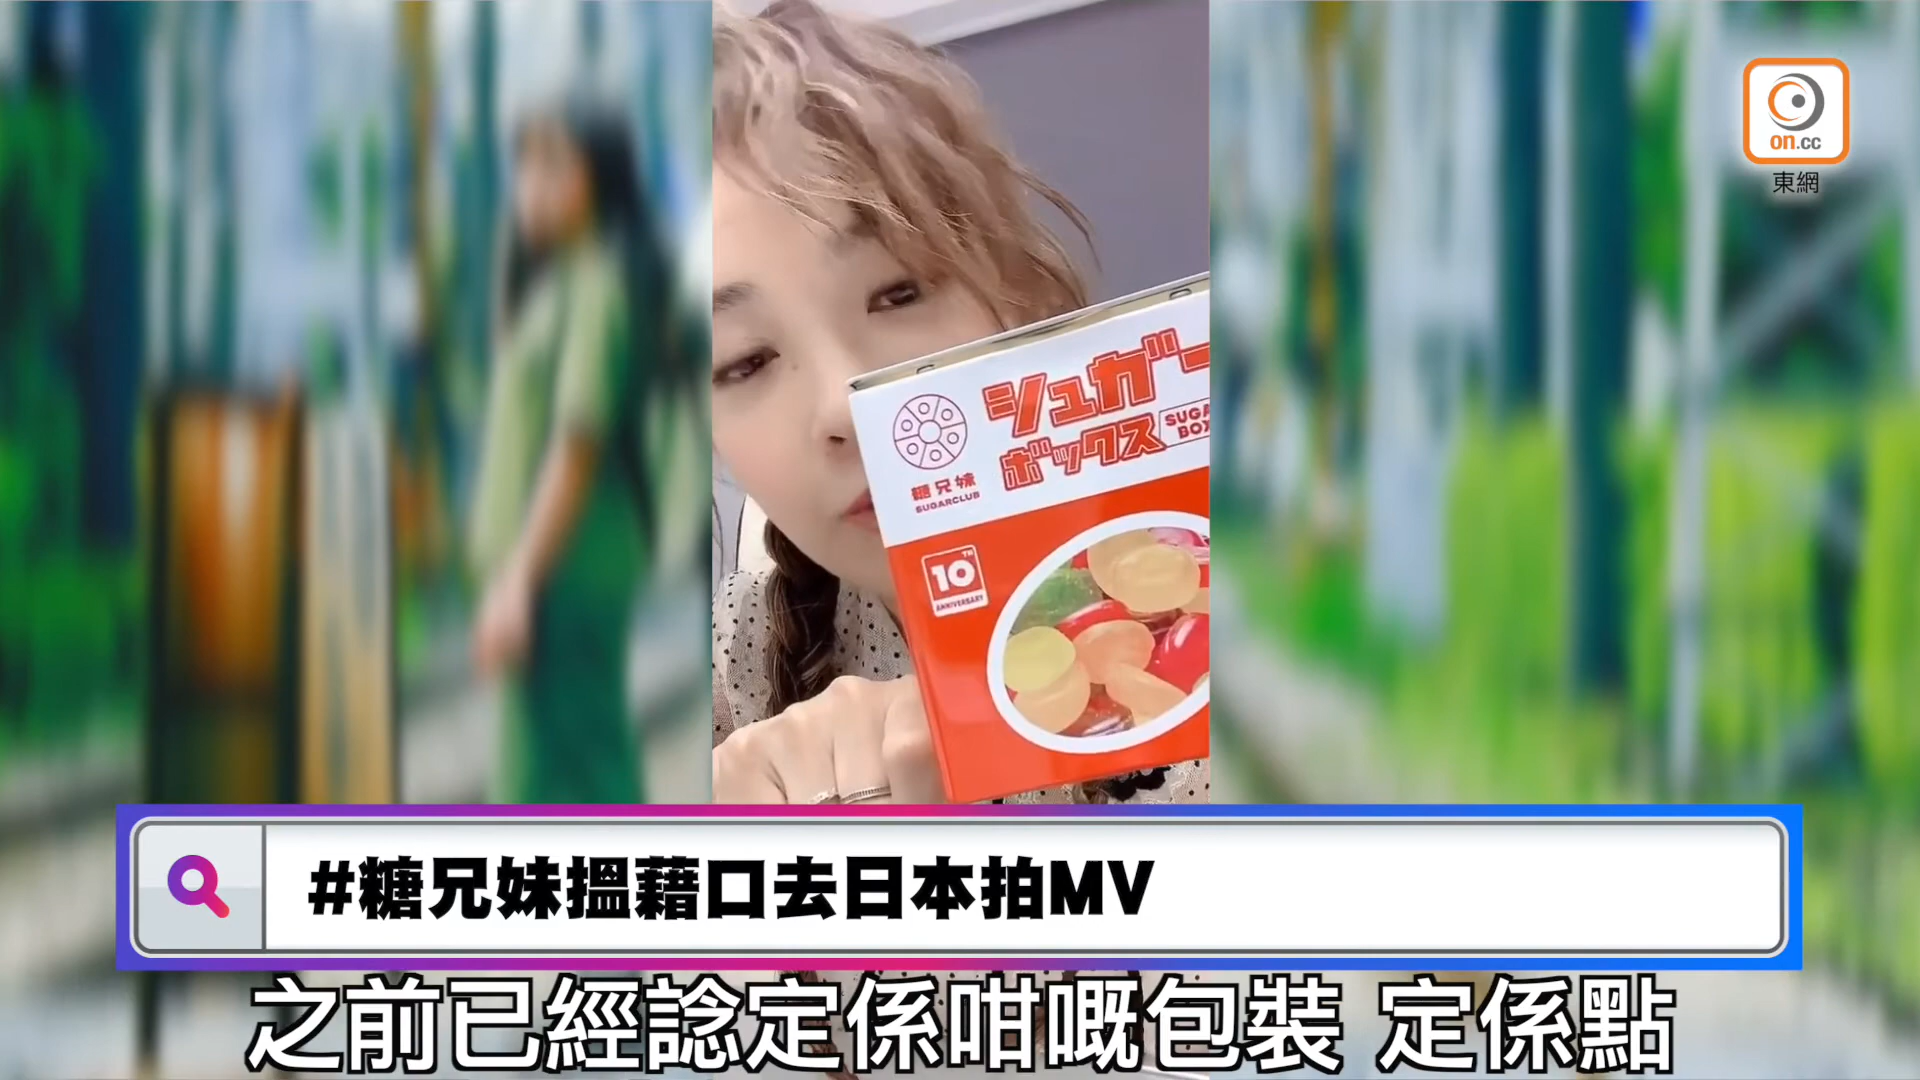 on.cc
東網
シュガー
ボックス
SUGA
BOX
糖兄妹
SUGARCLUB
10TH
ANNIVERSARY
#糖兄妹搵藉口去日本拍MV
之前已經諗定係咁嘅包裝 定係點